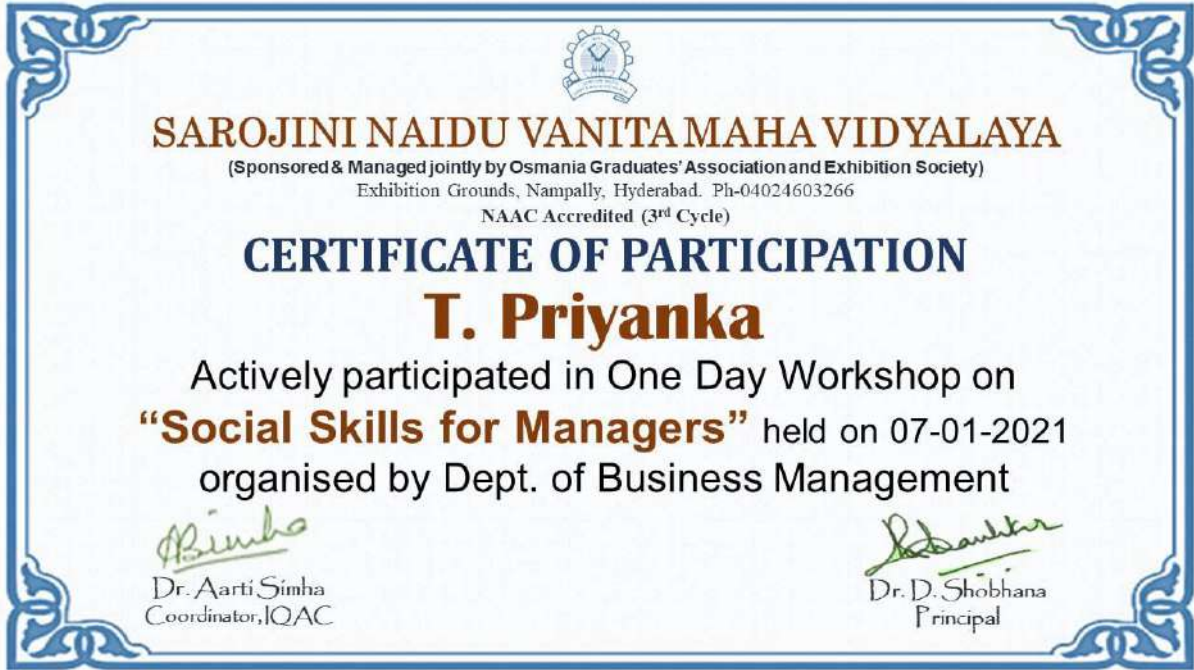 SAROJINI NAIDU VANITA MAHA VIDYALAYA
(Sponsored & Managed jointly by Osmania Graduates' Association and Exhibition Society)
Exhibition Grounds, Nampally, Hyderabad. Ph-04024603266
NAAC Accredited (3rd Cycle)
CERTIFICATE OF PARTICIPATION
T. Priyanka
Actively participated in One Day Workshop on
“Social Skills for Managers” held on 07-01-2021
organised by Dept. of Business Management
Dr. Aarti Simha
Coordinator, IQAC
Dr. D. Shobhana
Principal